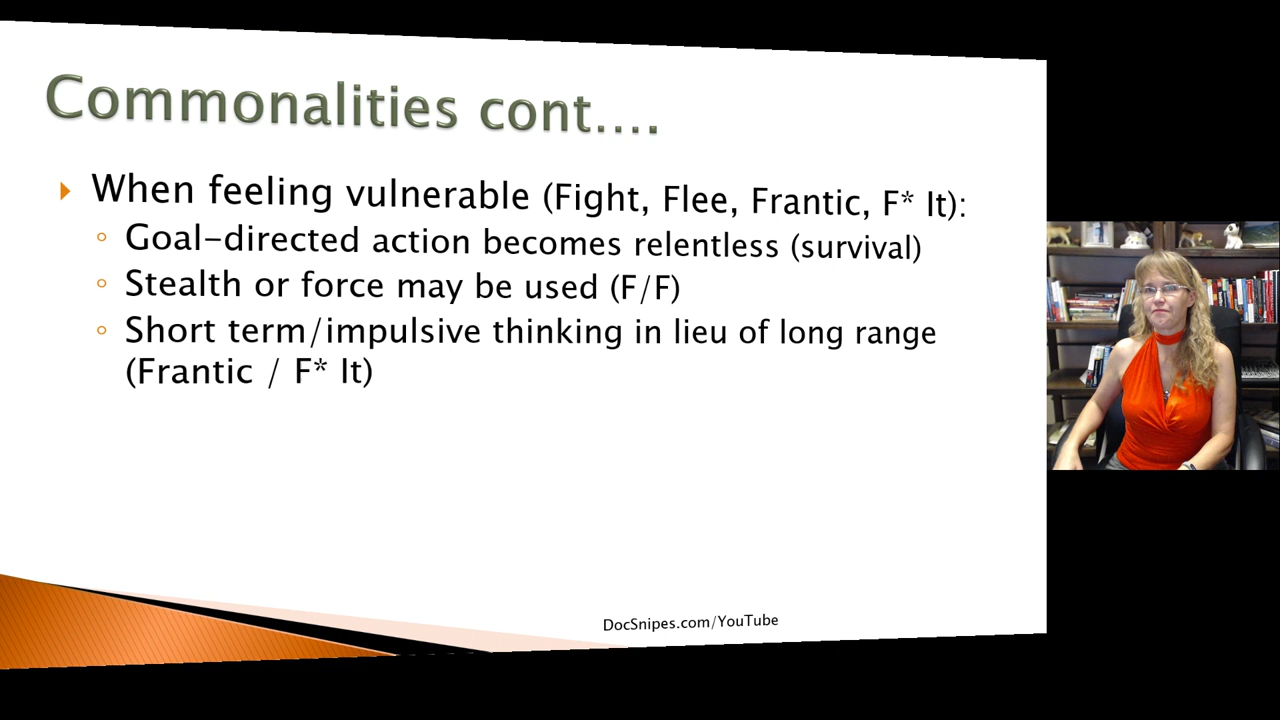 Commonalities cont....
When feeling vulnerable (Fight, Flee, Frantic, F* It):
Goal-directed action becomes relentless (survival)
Stealth or force may be used (F/F)
Short term/impulsive thinking in lieu of long range
(Frantic / F* It)
DocSnipes.com/YouTube